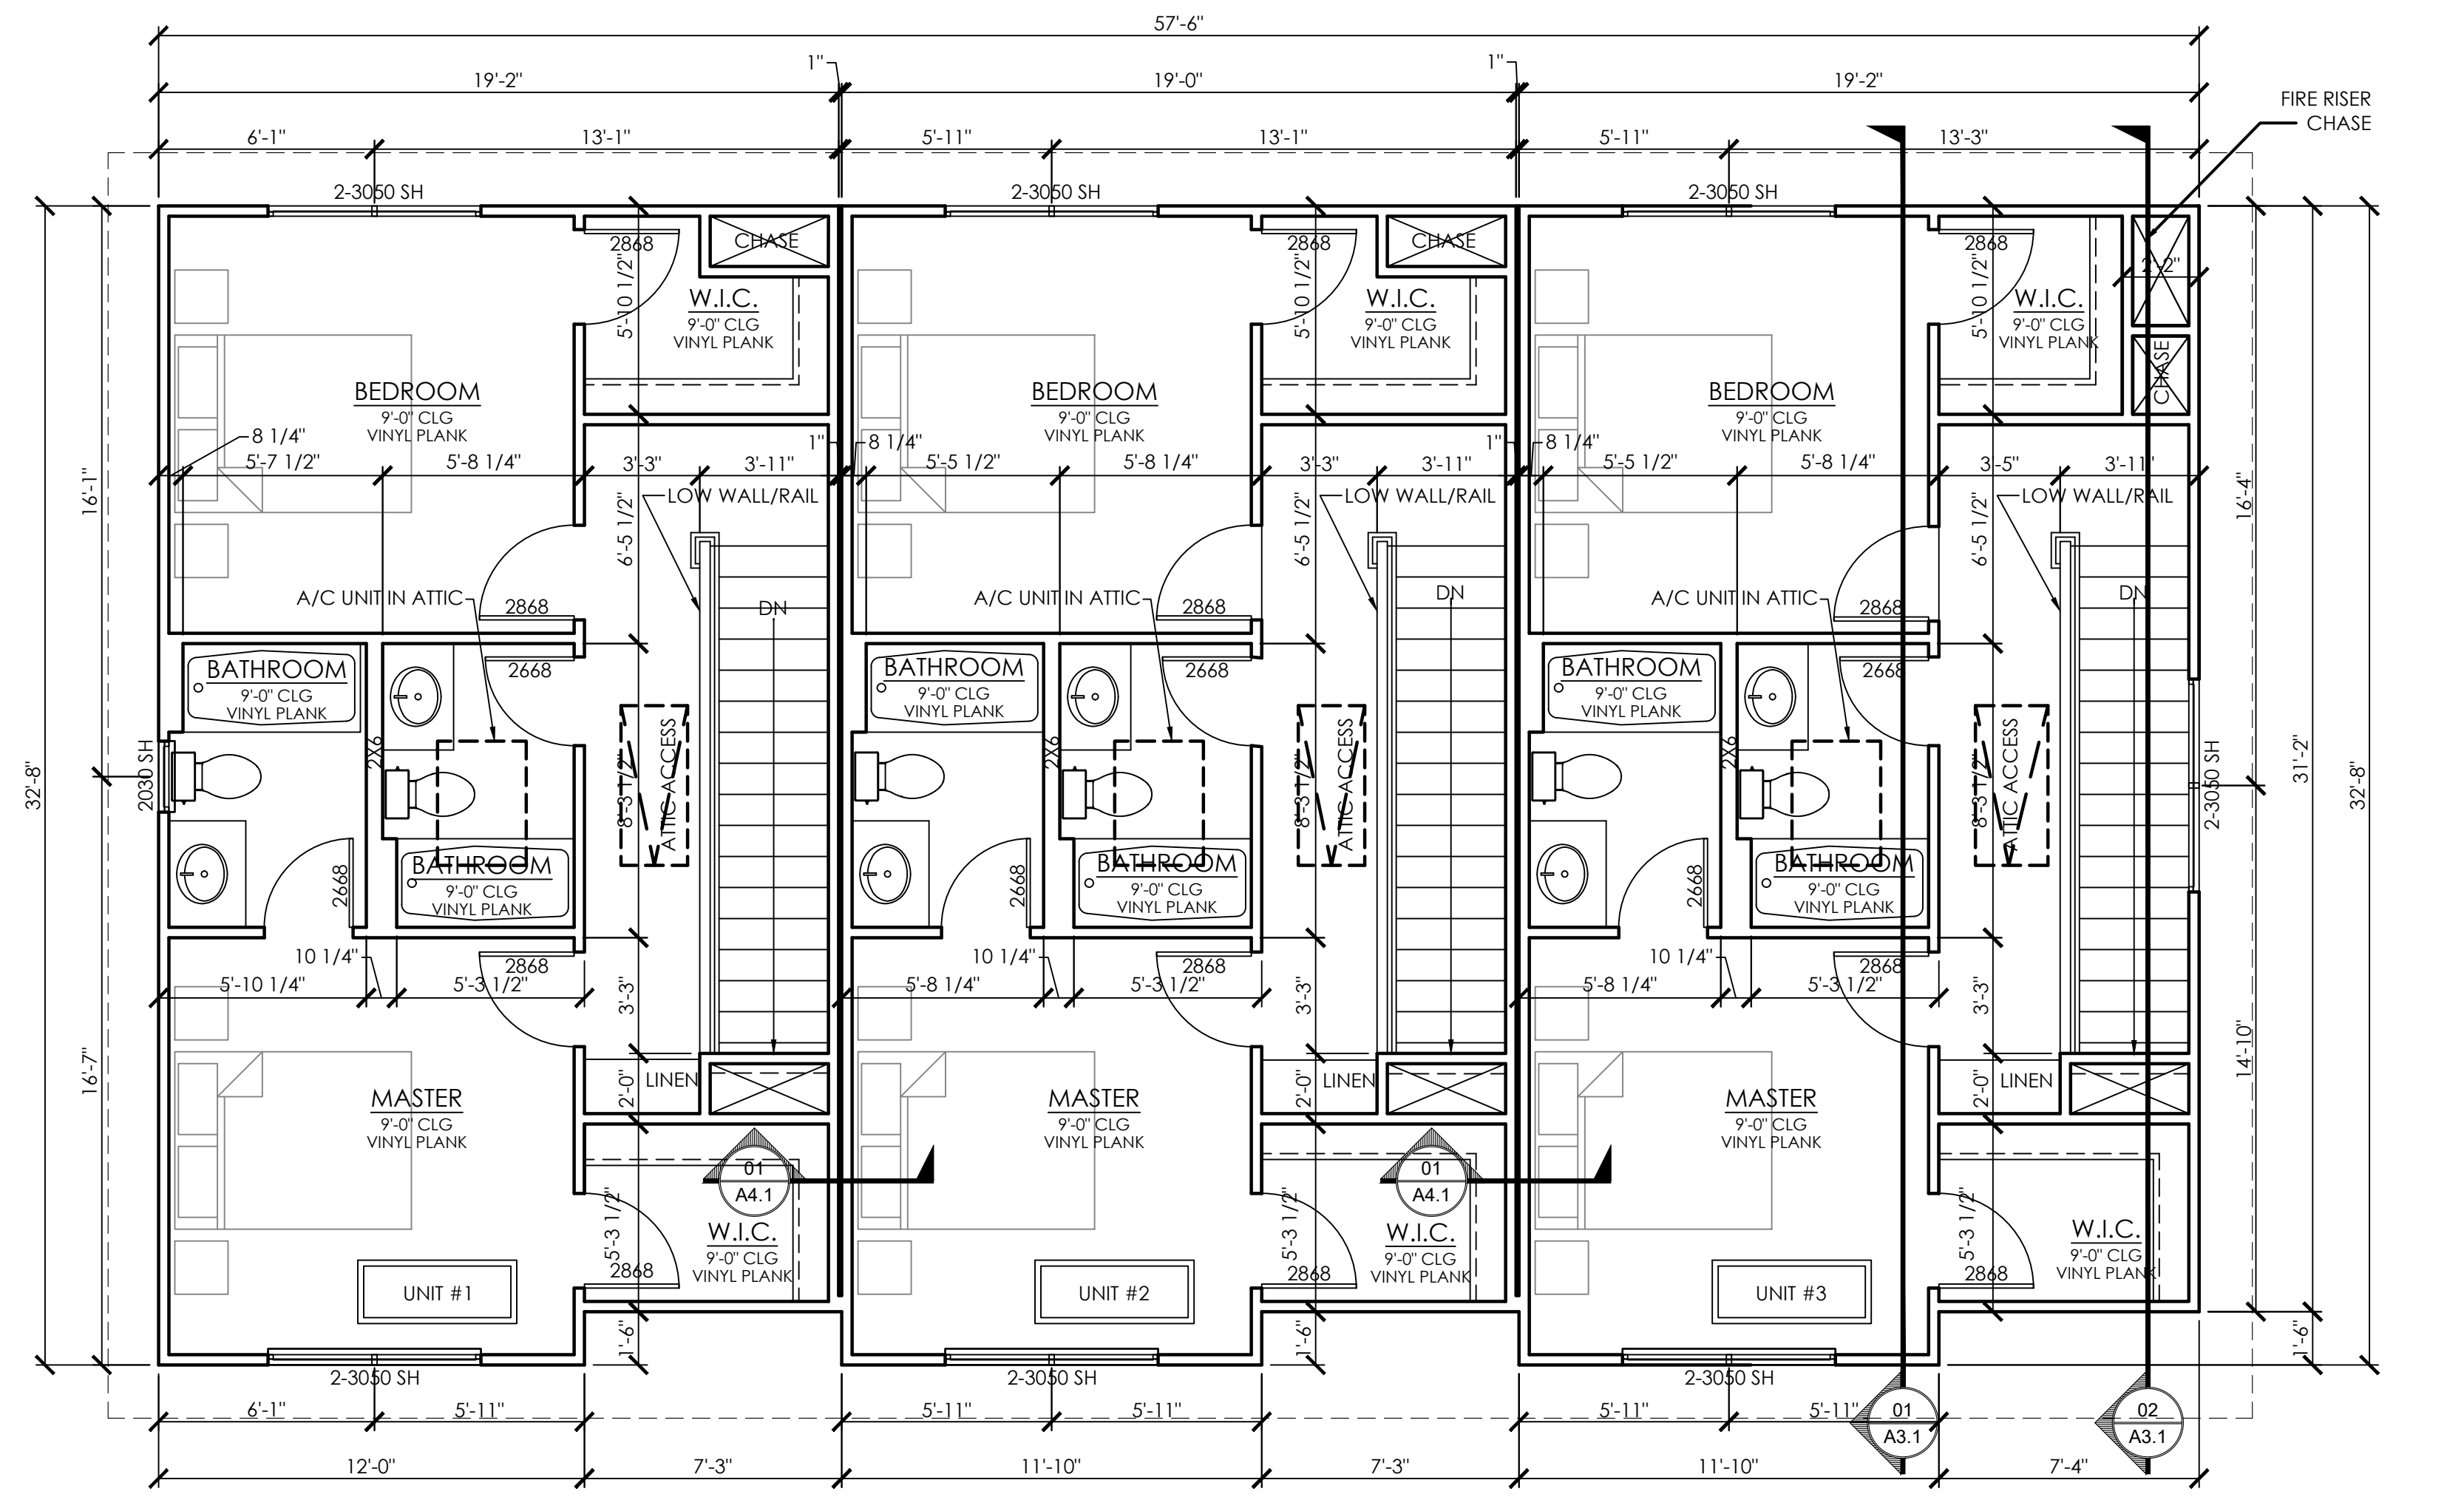 57'-6"
19'-2"
1"
19'-0"
1"
19'-2"
FIRE RISER
CHASE
6'-1"
13'-1"
5'-11"
13'-1"
5'-11"
13'-3"
2-3050 SH
2-3050 SH
2-3050 SH
2868
CHASE
2868
CHASE
2868
2'-2"
5'-10 1/2"
W.I.C.
9'-0" CLG
VINYL PLANK
5'-10 1/2"
W.I.C.
9'-0" CLG
VINYL PLANK
5'-10 1/2"
W.I.C.
9'-0" CLG
VINYL PLANK
CHASE
BEDROOM
9'-0" CLG
VINYL PLANK
BEDROOM
9'-0" CLG
VINYL PLANK
BEDROOM
9'-0" CLG
VINYL PLANK
8 1/4"
1"
8 1/4"
1"
8 1/4"
5'-7 1/2"
5'-8 1/4"
3'-3"
3'-11"
5'-5 1/2"
5'-8 1/4"
3'-3"
3'-11"
5'-5 1/2"
5'-8 1/4"
3'-5"
3'-11"
16'-1"
16'-4"
LOW WALL/RAIL
LOW WALL/RAIL
LOW WALL/RAIL
6'-5 1/2"
6'-5 1/2"
6'-5 1/2"
A/C UNIT IN ATTIC
2868
DN
A/C UNIT IN ATTIC
2868
DN
A/C UNIT IN ATTIC
2868
DN
BATHROOM
9'-0" CLG
VINYL PLANK
2668
BATHROOM
9'-0" CLG
VINYL PLANK
2668
BATHROOM
9'-0" CLG
VINYL PLANK
2668
32'-8"
2030 SH
2X6
8'-3 1/2"
ATTIC ACCESS
2X6
8'-3 1/2"
ATTIC ACCESS
2X6
8'-3 1/2"
ATTIC ACCESS
2-3050 SH
31'-2"
32'-8"
2668
BATHROOM
9'-0" CLG
VINYL PLANK
2668
BATHROOM
9'-0" CLG
VINYL PLANK
2668
BATHROOM
9'-0" CLG
VINYL PLANK
10 1/4"
2868
10 1/4"
2868
10 1/4"
2868
5'-10 1/4"
5'-3 1/2"
3'-3"
5'-8 1/4"
5'-3 1/2"
3'-3"
5'-8 1/4"
5'-3 1/2"
3'-3"
16'-7"
14'-10"
MASTER
9'-0" CLG
VINYL PLANK
2'-0"
LINEN
MASTER
9'-0" CLG
VINYL PLANK
2'-0"
LINEN
MASTER
9'-0" CLG
VINYL PLANK
2'-0"
LINEN
01
A4.1
01
A4.1
5'-3 1/2"
W.I.C.
9'-0" CLG
VINYL PLANK
5'-3 1/2"
W.I.C.
9'-0" CLG
VINYL PLANK
5'-3 1/2"
W.I.C.
9'-0" CLG
VINYL PLANK
2868
2868
2868
UNIT #1
UNIT #2
UNIT #3
1'-6"
1'-6"
1'-6"
2-3050 SH
2-3050 SH
2-3050 SH
6'-1"
5'-11"
5'-11"
5'-11"
5'-11"
5'-11"
01
A3.1
02
A3.1
12'-0"
7'-3"
11'-10"
7'-3"
11'-10"
7'-4"